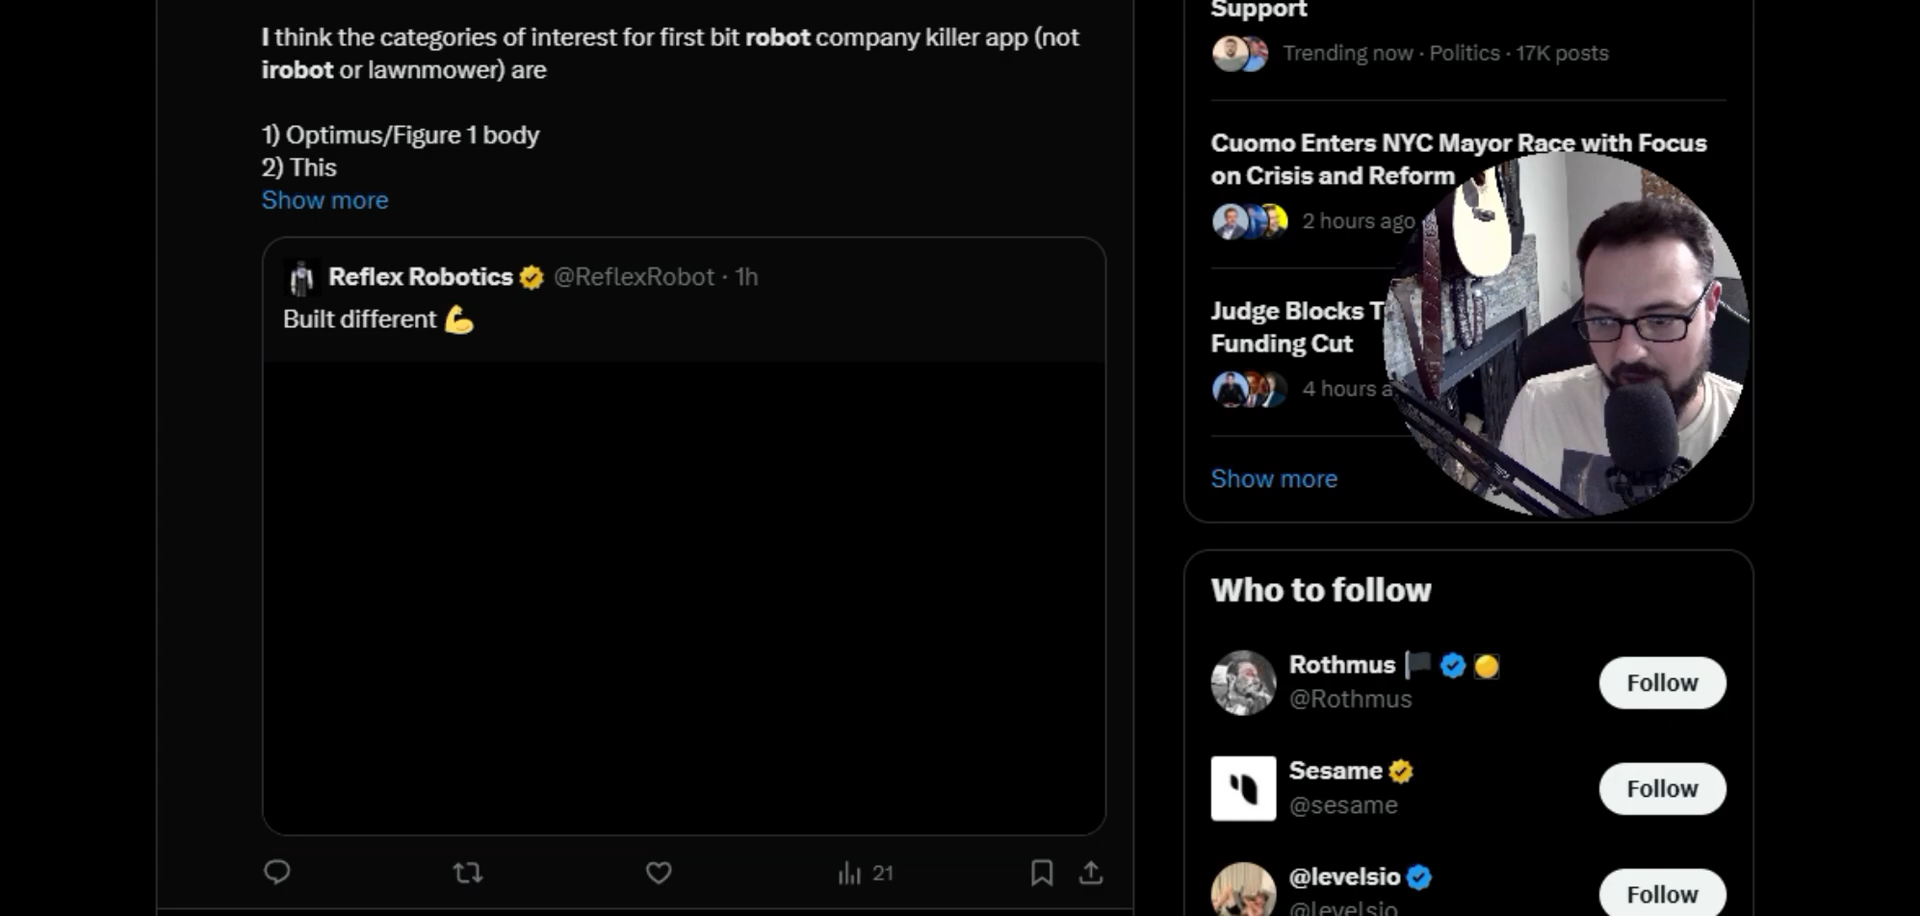 I think the categories of interest for first bit robot company killer app (not
irobot or lawnmower) are
1) Optimus/Figure 1 body
2) This
Show more
Reflex Robotics @ReflexRobot · 1h
Built different 💪
21
Support
Trending now · Politics · 17K posts
Cuomo Enters NYC Mayor Race with Focus
on Crisis and Reform
2 hours ago
Judge Blocks T
Funding Cut
4 hours a
Show more
Who to follow
Rothmus
@Rothmus
Follow
Sesame
@sesame
Follow
@levelsio
@levelsio
Follow